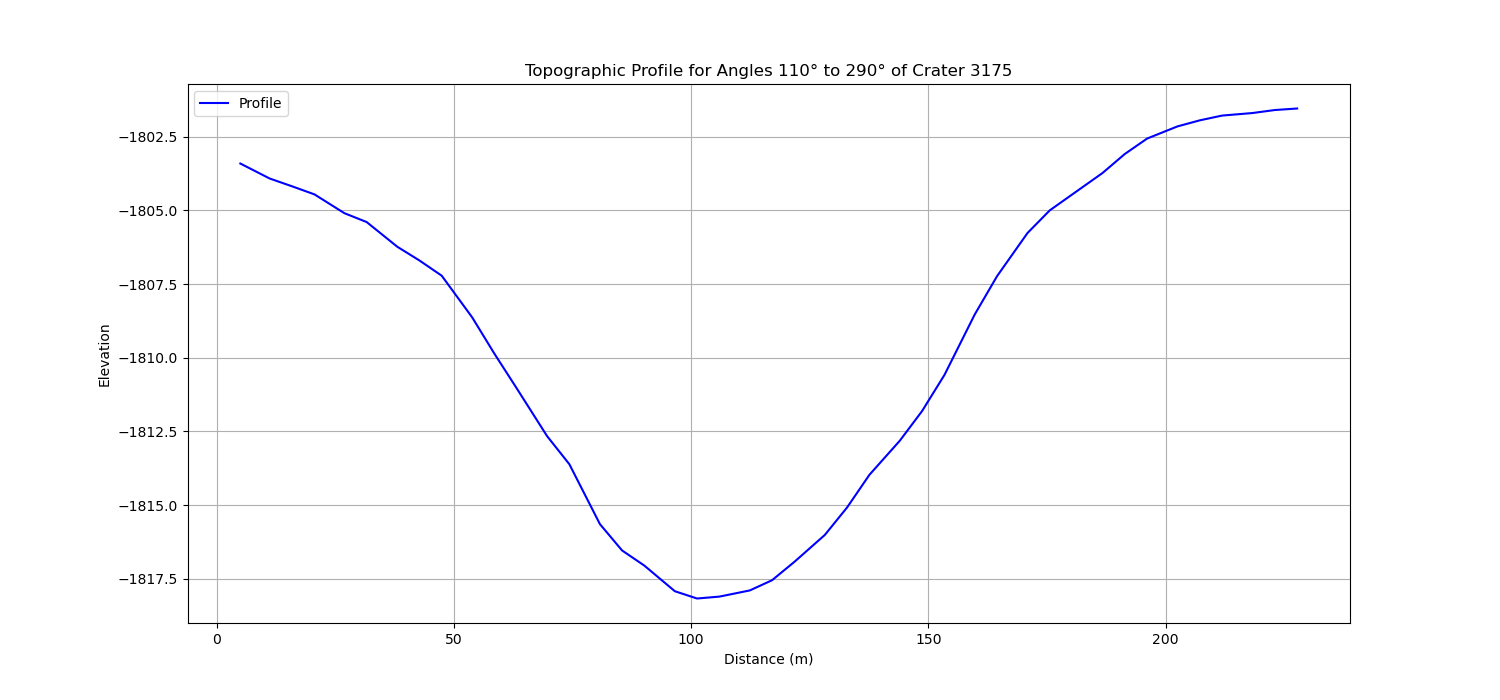 Topographic Profile for Angles 110° to 290° of Crater 3175
Profile
−1802.5
−1805.0
−1807.5
−1810.0
−1812.5
−1815.0
−1817.5
Elevation
0 50 100 150 200
Distance (m)